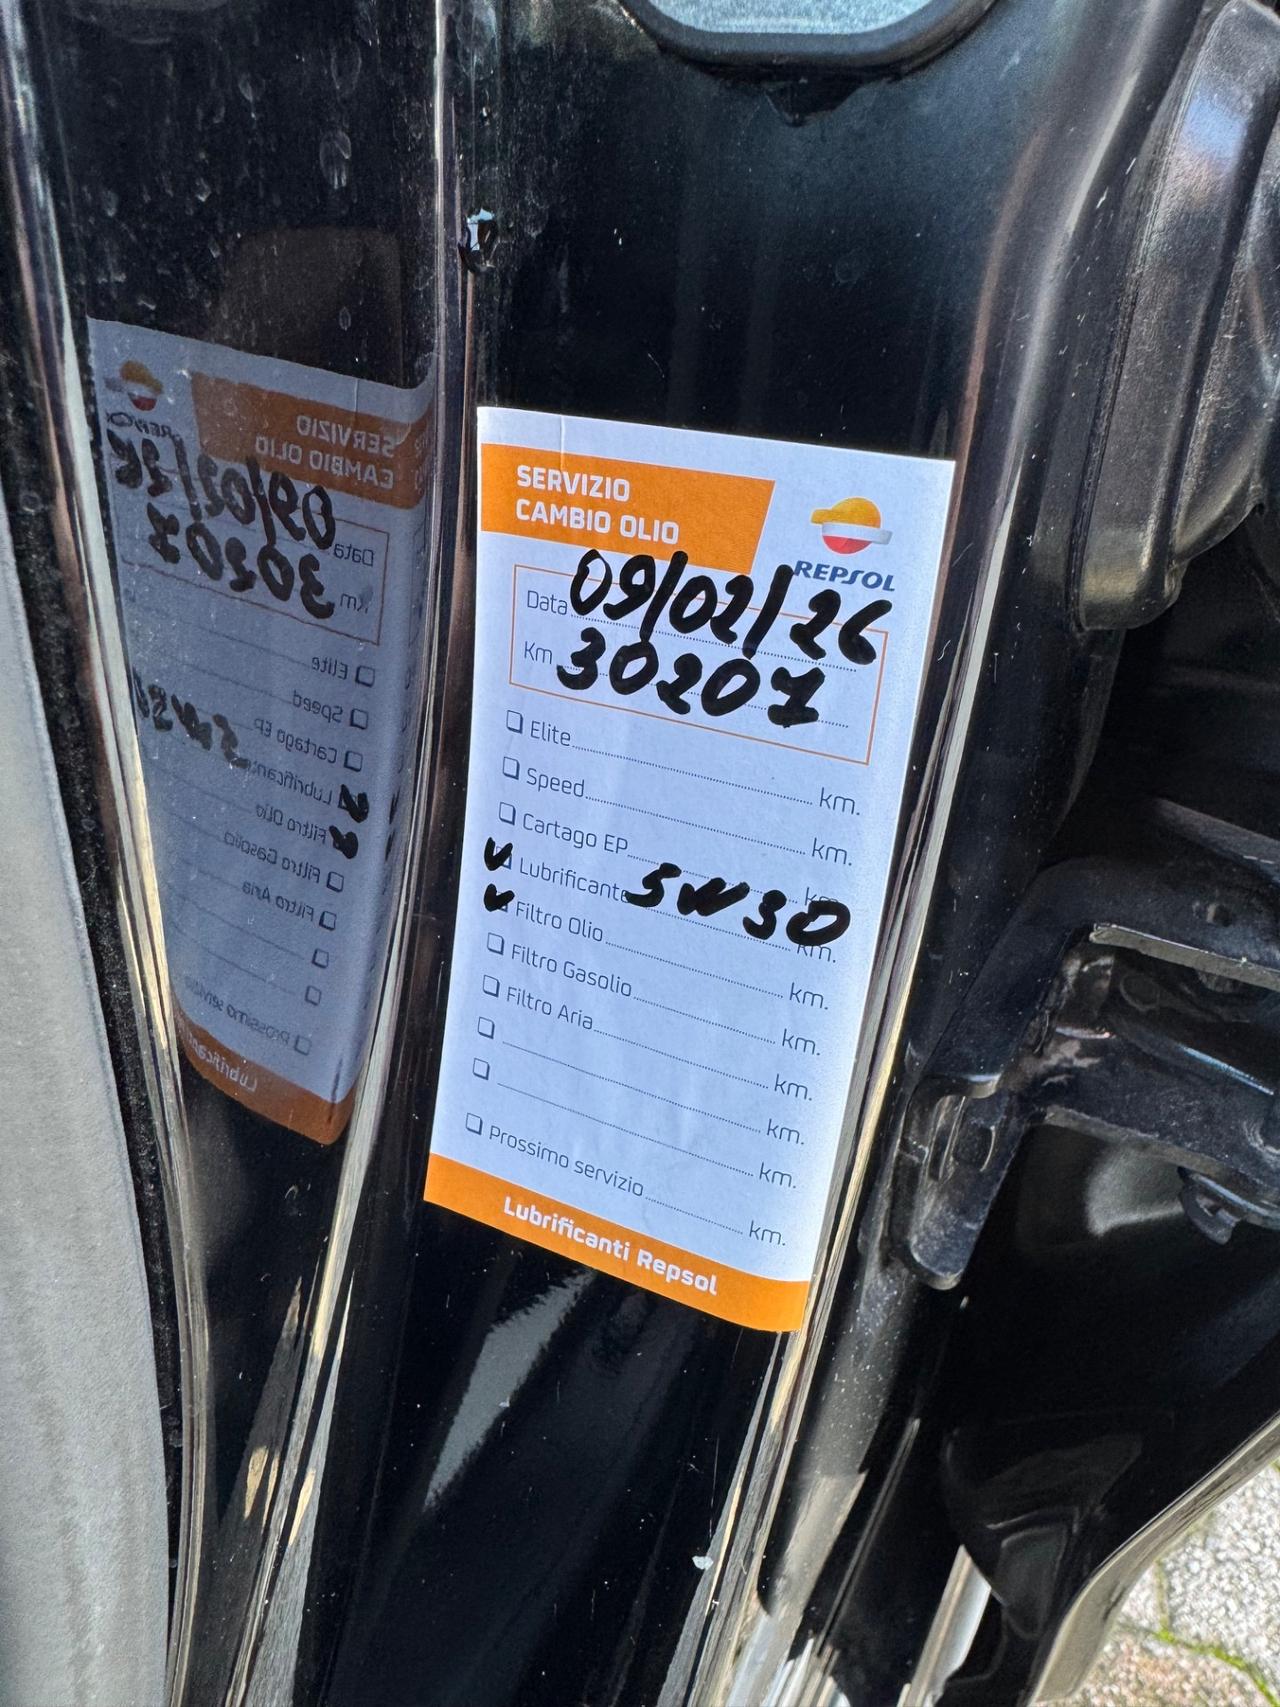 SERVIZIO
CAMBIO OLIO
REPSOL
Data 09/02/26
Km 30207
Elite km.
Speed km.
Cartago EP km.
Lubrificante 5W30 km.
Filtro Olio km.
Filtro Gasolio km.
Filtro Aria km.
km.
km.
Prossimo servizio km.
Lubrificanti Repsol